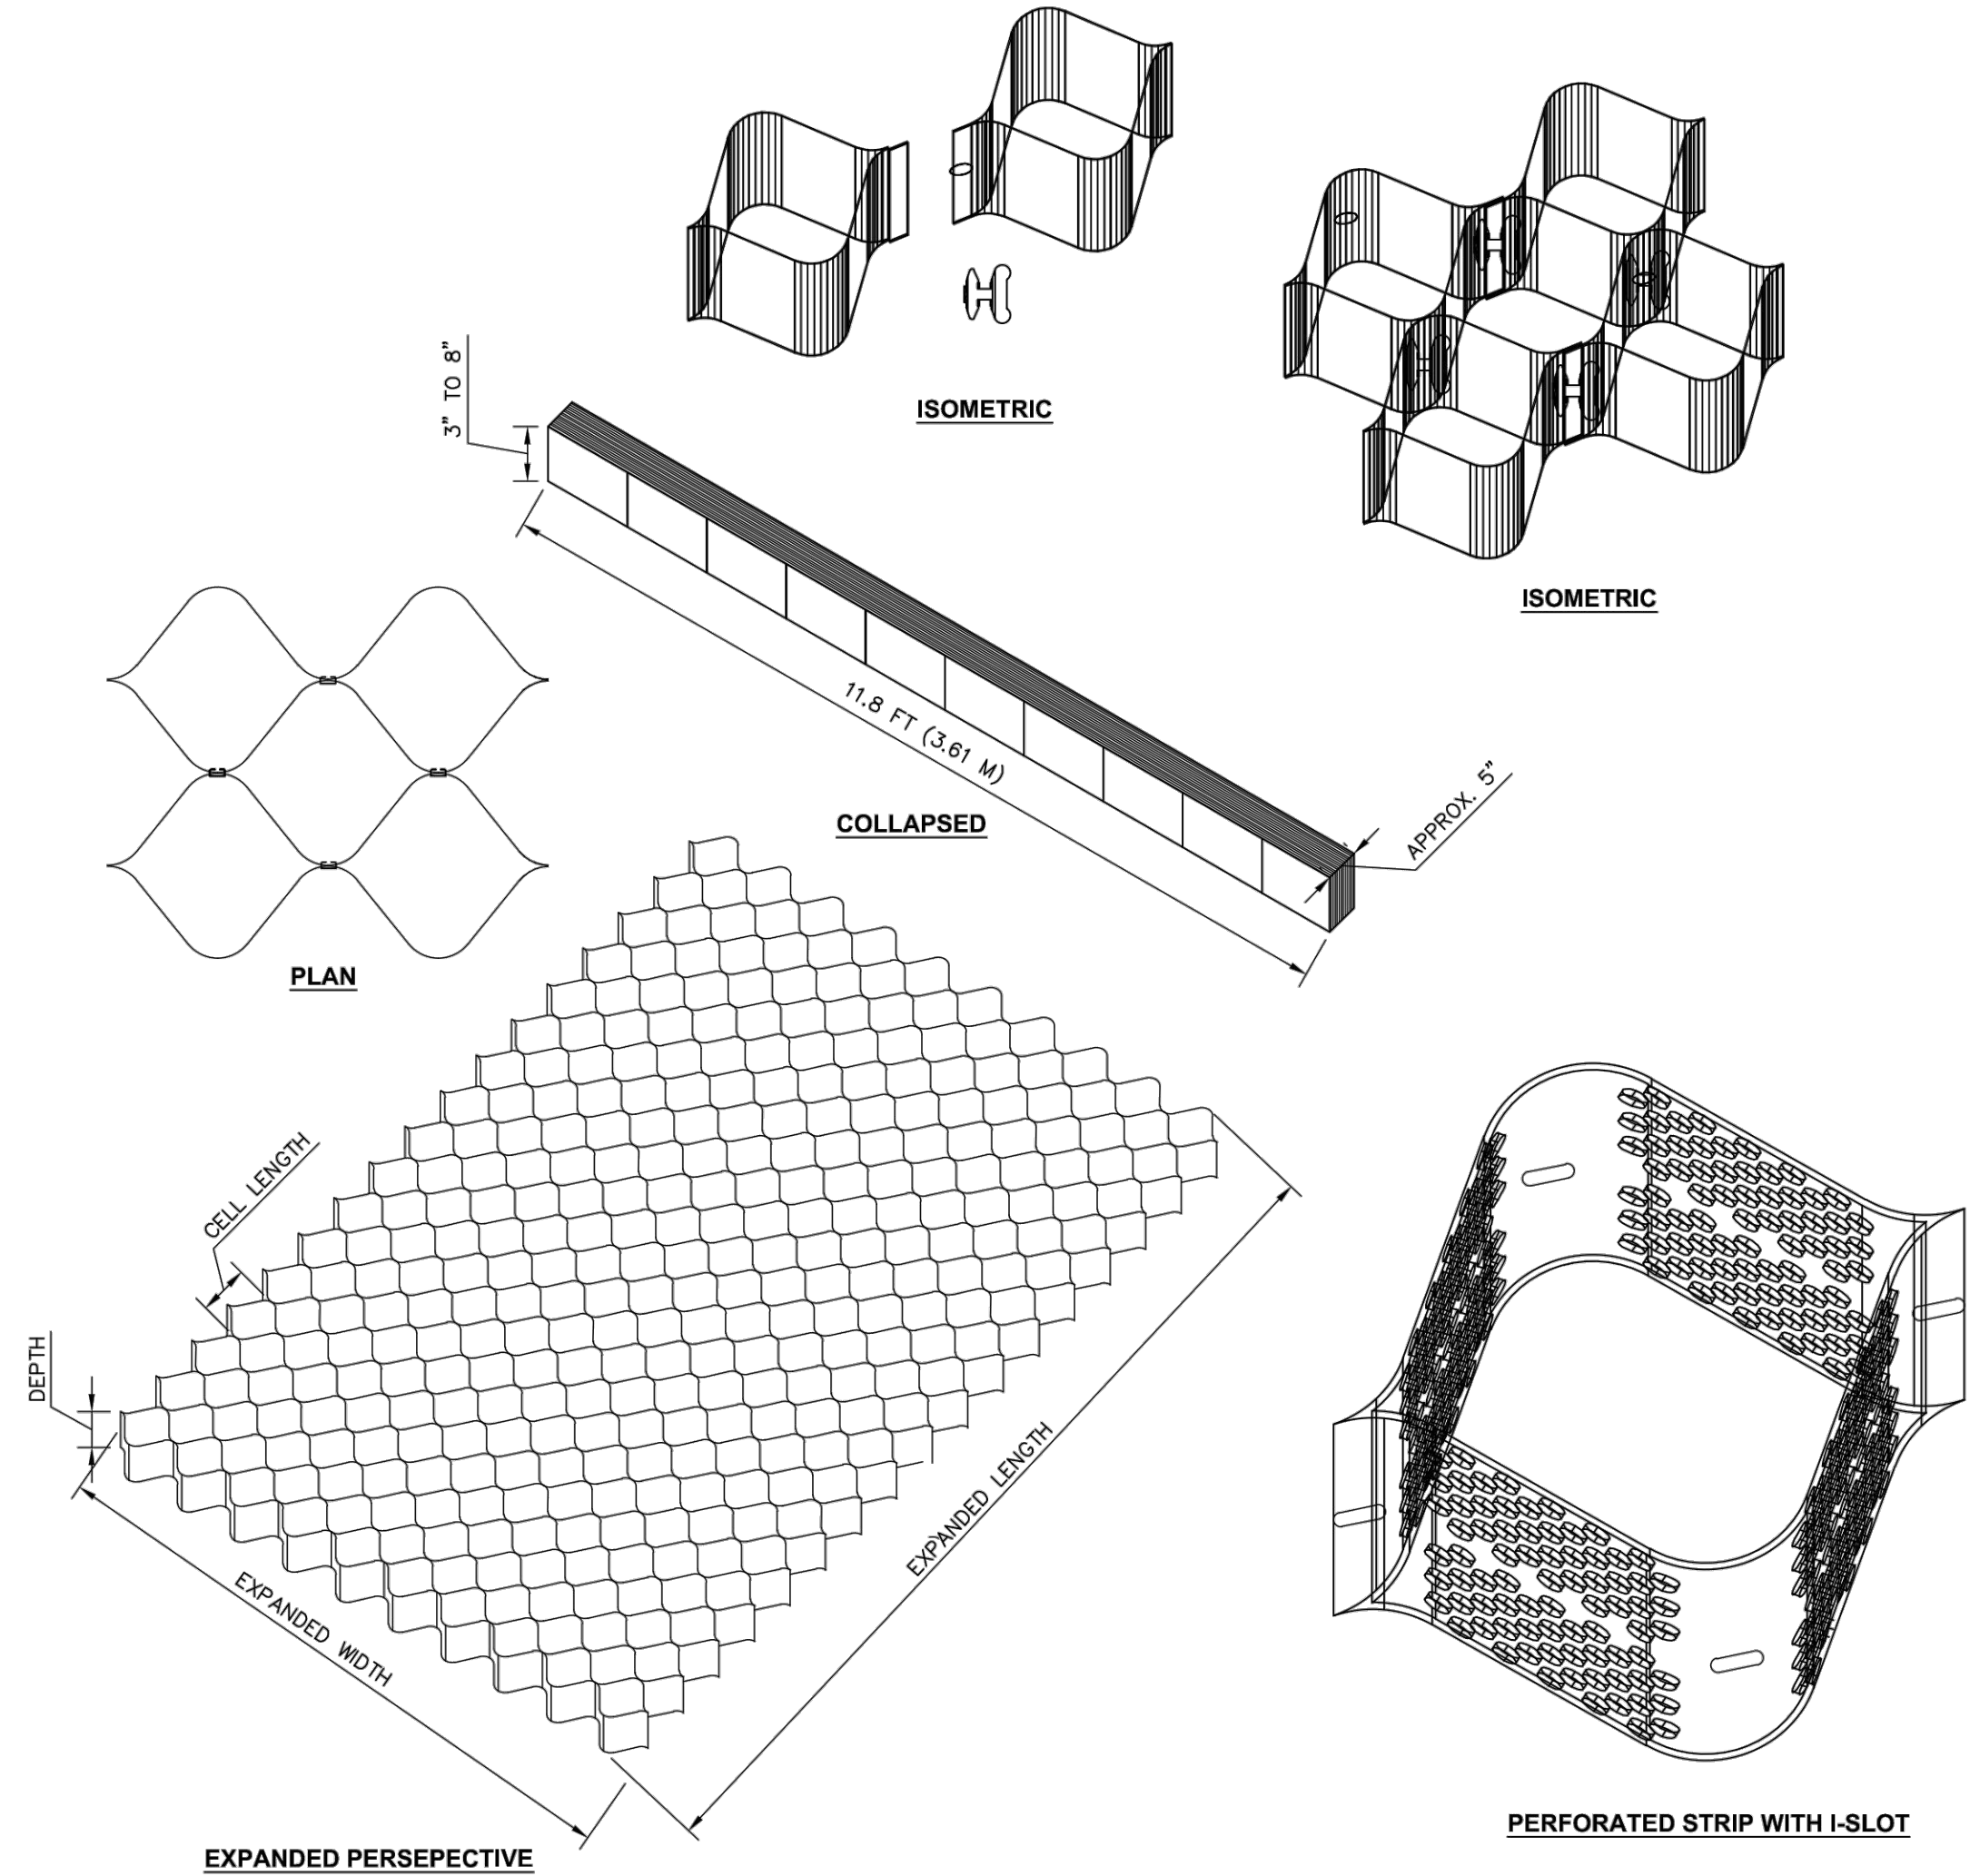 ISOMETRIC
3" TO 8"
ISOMETRIC
11.8 FT (3.61 M)
APPROX. 5"
COLLAPSED
PLAN
CELL LENGTH
DEPTH
EXPANDED LENGTH
EXPANDED WIDTH
PERFORATED STRIP WITH I-SLOT
EXPANDED PERSEPECTIVE